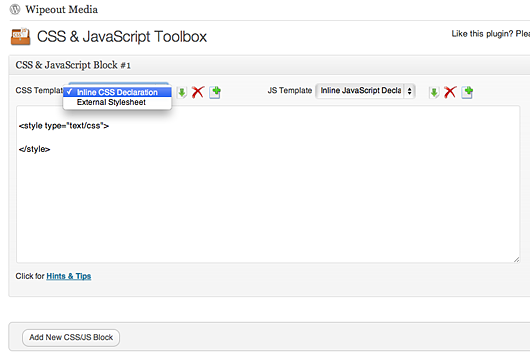 Wipeout Media
CSS & JavaScript Toolbox
Like this plugin? Plea
CSS & JavaScript Block #1
CSS Templat
✓ Inline CSS Declaration
External Stylesheet
JS Template
Inline JavaScript Decla
<style type="text/css">
</style>
Click for Hints & Tips
Add New CSS/JS Block